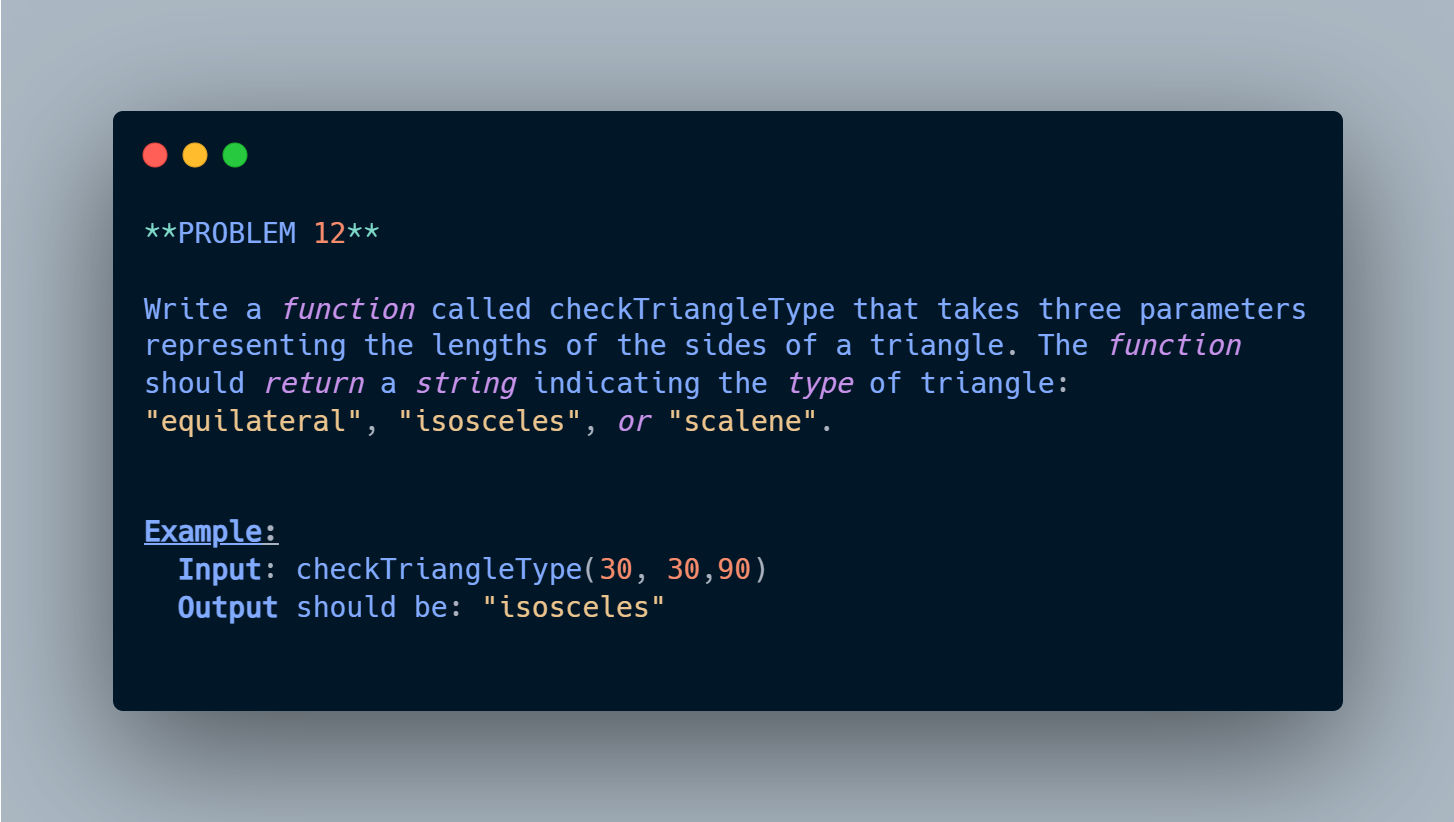 **PROBLEM 12**
Write a function called checkTriangleType that takes three parameters
representing the lengths of the sides of a triangle. The function
should return a string indicating the type of triangle:
"equilateral", "isosceles", or "scalene".
Example:
Input: checkTriangleType(30, 30,90)
Output should be: "isosceles"